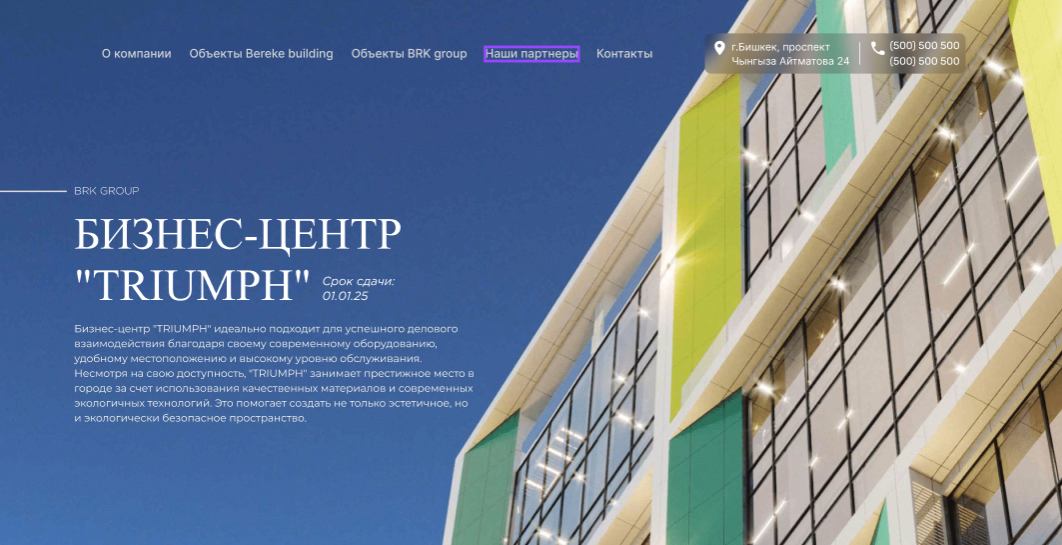 О компании Объекты Bereke building Объекты BRK group Наши партнеры Контакты
г.Бишкек, проспект
Чынгыза Айтматова 24
(500) 500 500
(500) 500 500
BRK GROUP
БИЗНЕС-ЦЕНТР
"TRIUMPH"
Срок сдачи:
01.01.25
Бизнес-центр "TRIUMPH" идеально подходит для успешного делового
взаимодействия благодаря своему современному оборудованию,
удобному местоположению и высокому уровню обслуживания.
Несмотря на свою доступность, "TRIUMPH" занимает престижное место в
городе за счет использования качественных материалов и современных
экологичных технологий. Это помогает создать не только эстетичное, но
и экологически безопасное пространство.